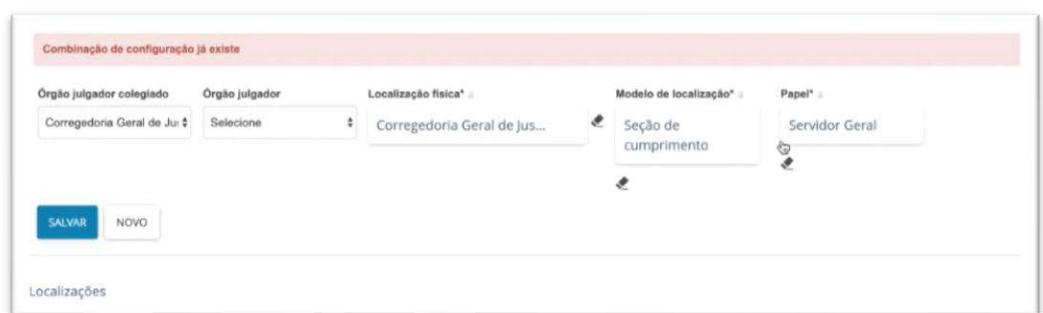 Combinação de configuração já existe
Órgão julgador colegiado Órgão julgador Localização física* Modelo de localização* Papel*
Corregedoria Geral de Jus Selecione Corregedoria Geral de Jus... Seção de cumprimento Servidor Geral
SALVAR NOVO
Localizações